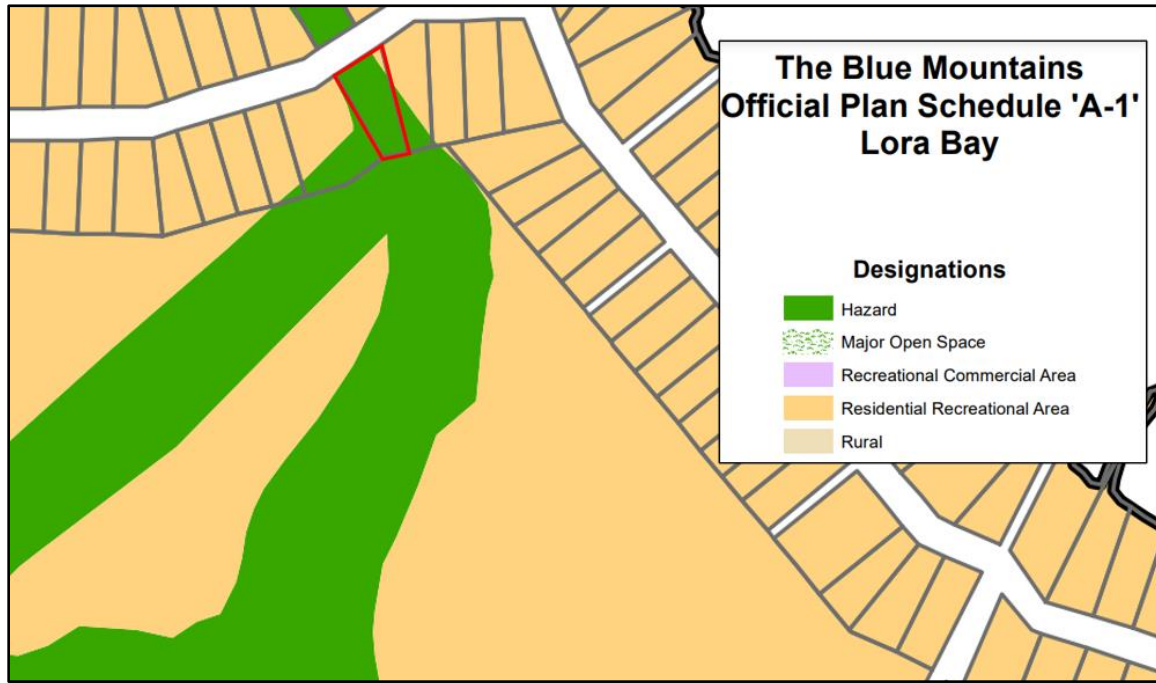 The Blue Mountains
Official Plan Schedule 'A-1'
Lora Bay
Designations
Hazard
Major Open Space
Recreational Commercial Area
Residential Recreational Area
Rural